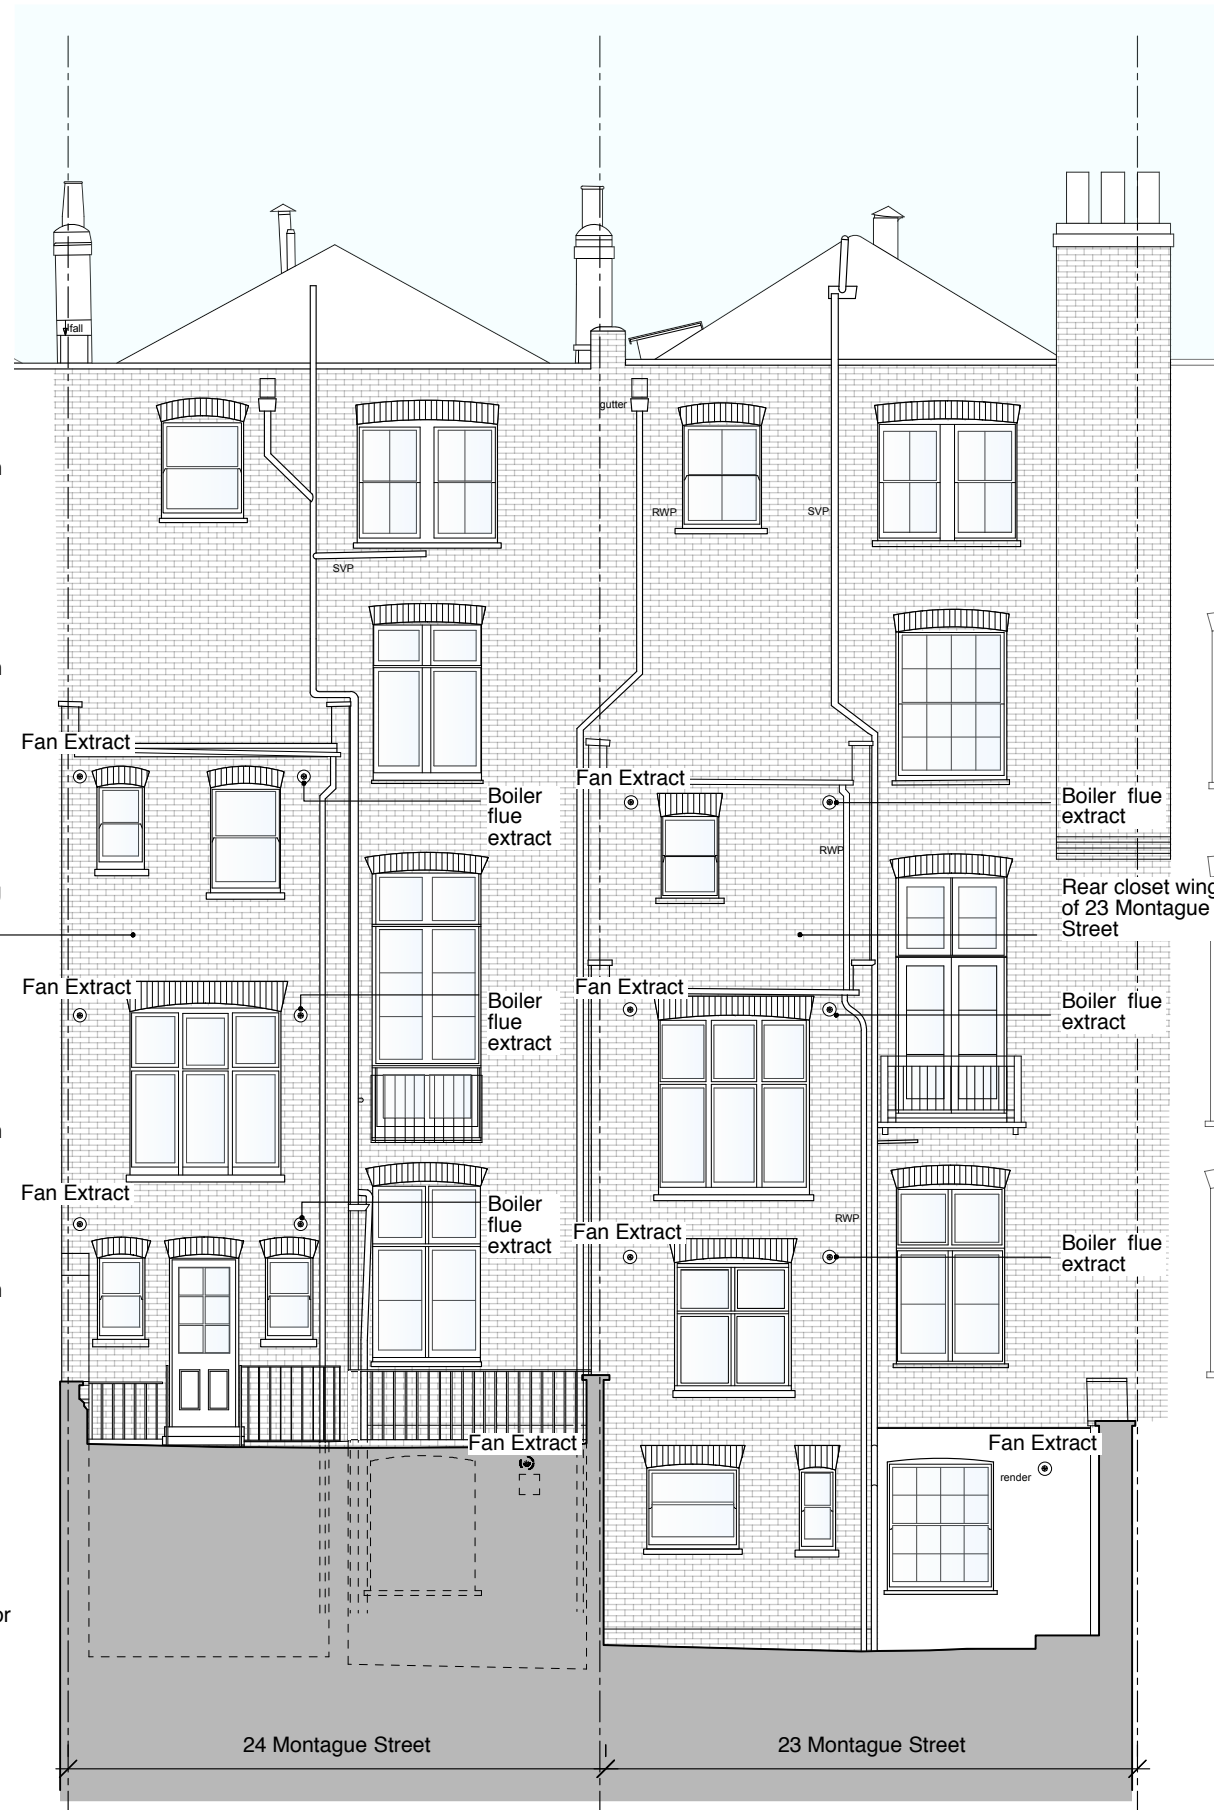 fall
gutter
RWP
SVP
SVP
Fan Extract
Fan Extract
Boiler flue
extract
Boiler
flue
extract
RWP
Rear closet wing
of 23 Montague
Street
Fan Extract
Fan Extract
Boiler
flue
extract
Boiler flue
extract
Fan Extract
Boiler
flue
extract
RWP
Fan Extract
Boiler flue
extract
Fan Extract
Fan Extract
render
or
24 Montague Street
23 Montague Street